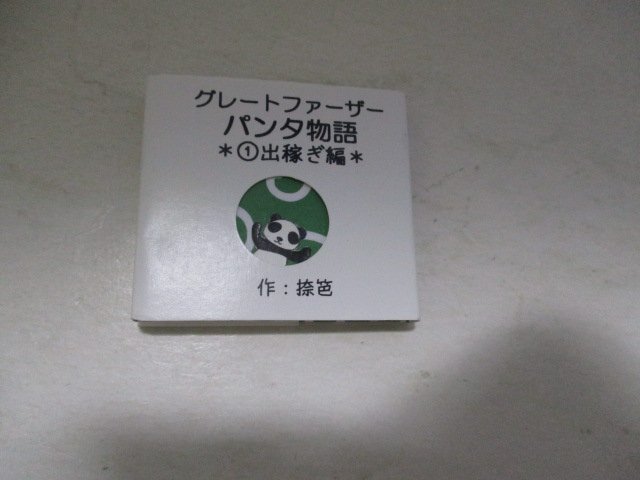 グレートファーザー
パンタ物語
＊①出稼ぎ編＊
作：捺笆